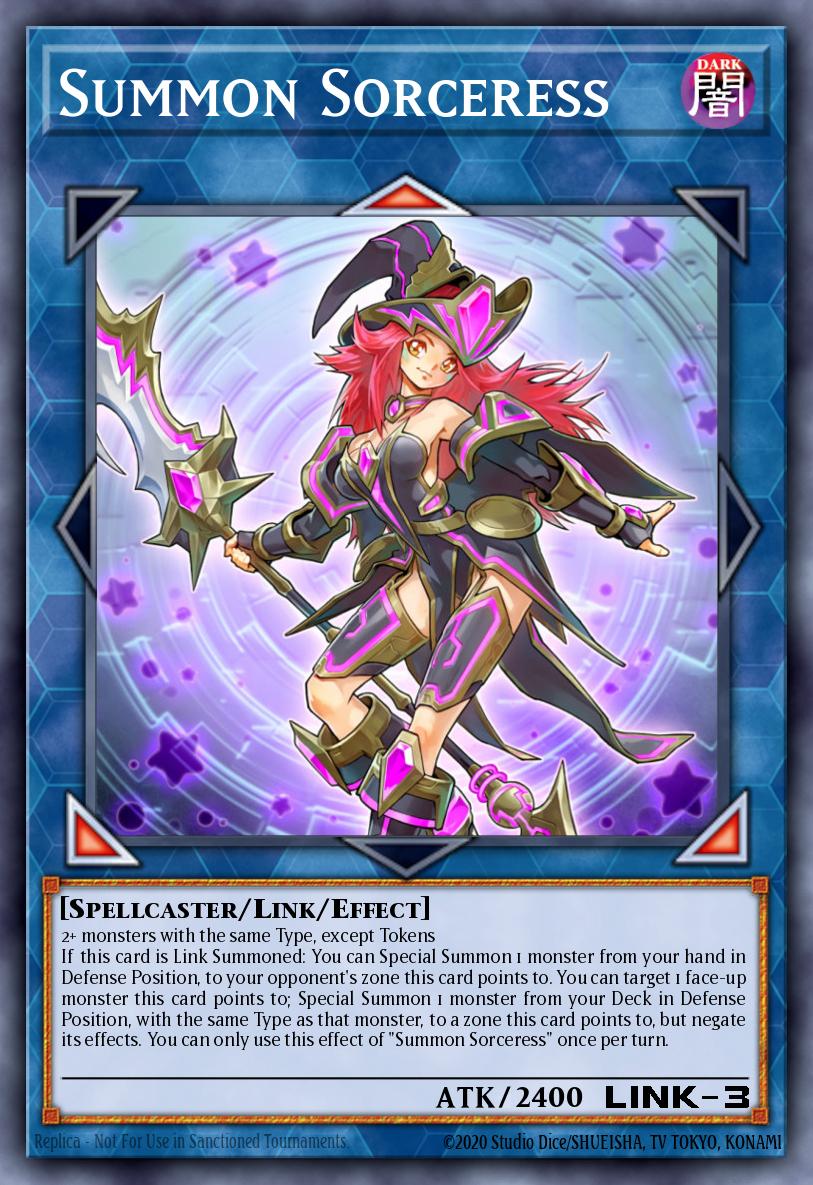 Summon Sorceress
DARK
闇
[Spellcaster/Link/Effect]
2+ monsters with the same Type, except Tokens
If this card is Link Summoned: You can Special Summon 1 monster from your hand in
Defense Position, to your opponent's zone this card points to. You can target 1 face-up
monster this card points to; Special Summon 1 monster from your Deck in Defense
Position, with the same Type as that monster, to a zone this card points to, but negate
its effects. You can only use this effect of "Summon Sorceress" once per turn.
ATK/2400 LINK-3
Replica - Not For Use in Sanctioned Tournaments. ©2020 Studio Dice/SHUEISHA, TV TOKYO, KONAMI